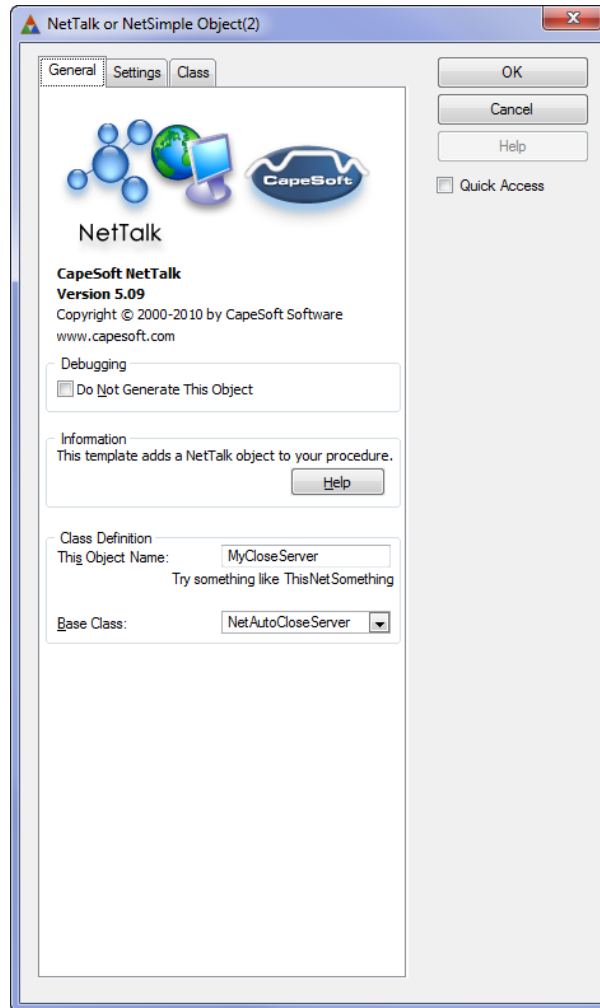 NetTalk or NetSimple Object(2)
General Settings Class
OK
Cancel
Help
Quick Access
CapeSoft
NetTalk
CapeSoft NetTalk
Version 5.09
Copyright © 2000-2010 by CapeSoft Software
www.capesoft.com
Debugging
Do Not Generate This Object
Information
This template adds a NetTalk object to your procedure.
Help
Class Definition
This Object Name: MyCloseServer
Try something like ThisNetSomething
Base Class: NetAutoCloseServer